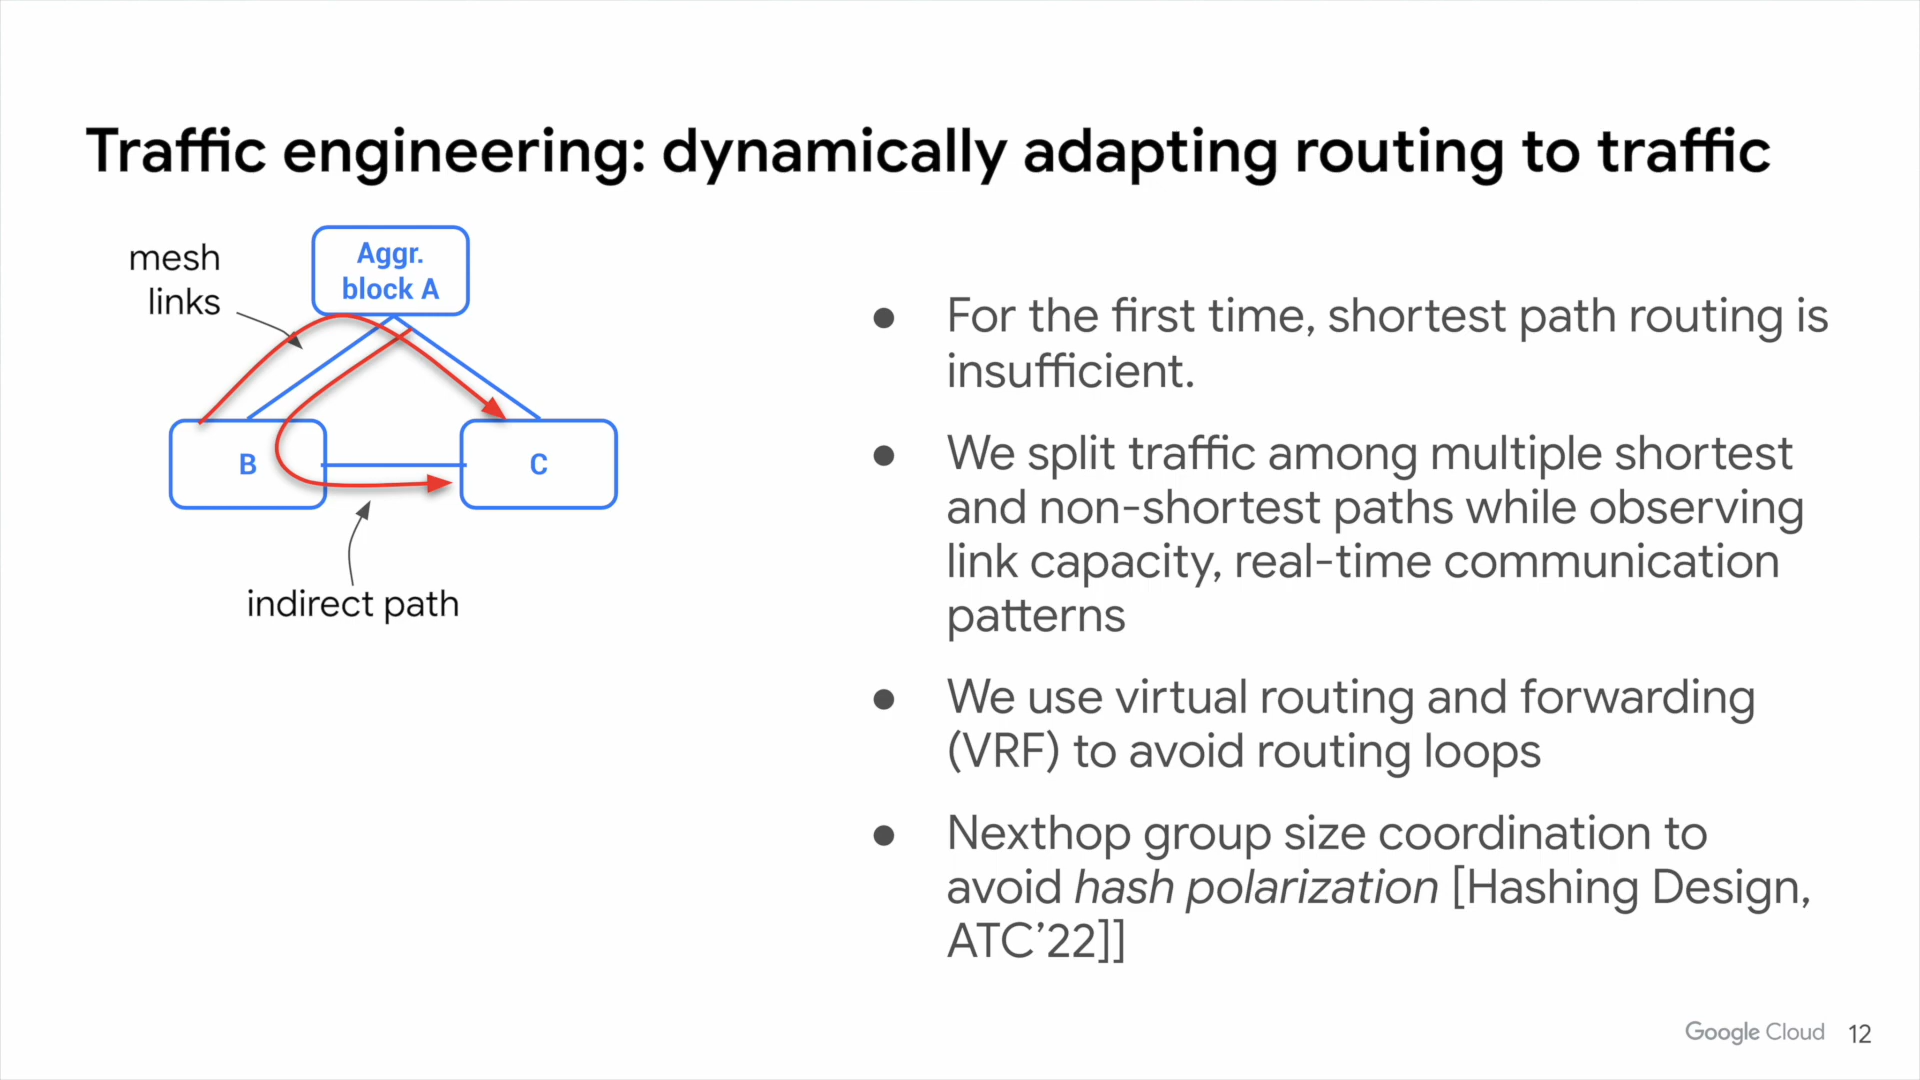 Traffic engineering: dynamically adapting routing to traffic
mesh
links
Aggr.
block A
B
C
indirect path
● For the first time, shortest path routing is
insufficient.
● We split traffic among multiple shortest
and non-shortest paths while observing
link capacity, real-time communication
patterns
● We use virtual routing and forwarding
(VRF) to avoid routing loops
● Nexthop group size coordination to
avoid hash polarization [Hashing Design,
ATC’22]]
Google Cloud 12